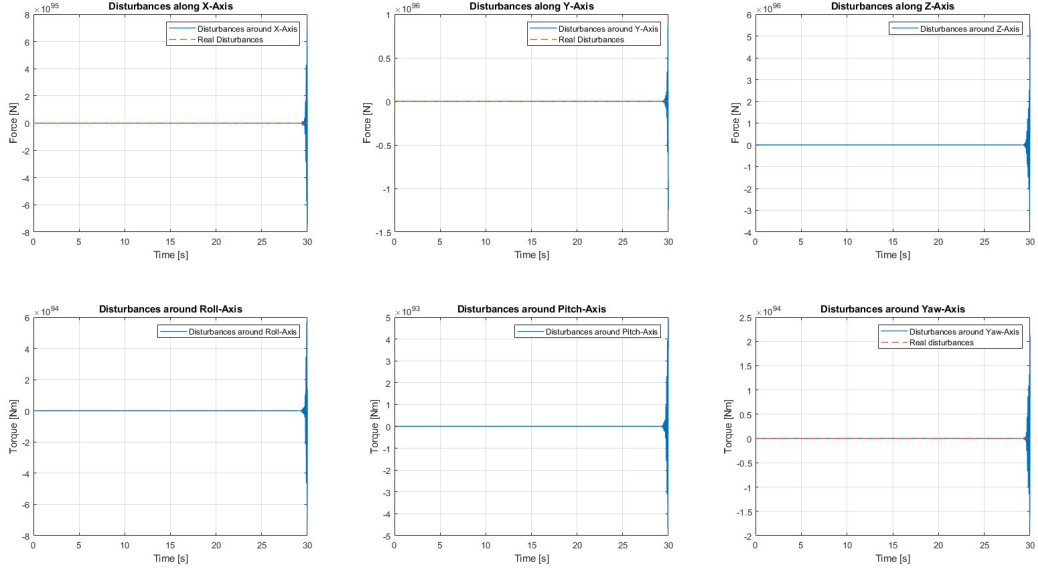 Disturbances along X-Axis
×10^95
8
6
4
2
0
-2
-4
-6
-8
Force [N]
Disturbances around X-Axis
Real Disturbances
0 5 10 15 20 25 30
Time [s]
Disturbances along Y-Axis
×10^96
1
0.5
0
-0.5
-1
-1.5
Force [N]
Disturbances around Y-Axis
Real Disturbances
0 5 10 15 20 25 30
Time [s]
Disturbances along Z-Axis
×10^96
6
5
4
3
2
1
0
-1
-2
-3
-4
Force [N]
Disturbances around Z-Axis
0 5 10 15 20 25 30
Time [s]
Disturbances around Roll-Axis
×10^94
6
4
2
0
-2
-4
-6
-8
Torque [Nm]
Disturbances around Roll-Axis
0 5 10 15 20 25 30
Time [s]
Disturbances around Pitch-Axis
×10^93
5
4
3
2
1
0
-1
-2
-3
-4
-5
Torque [Nm]
Disturbances around Pitch-Axis
0 5 10 15 20 25 30
Time [s]
Disturbances around Yaw-Axis
×10^94
2.5
2
1.5
1
0.5
0
-0.5
-1
-1.5
-2
Torque [Nm]
Disturbances around Yaw-Axis
Real disturbances
0 5 10 15 20 25 30
Time [s]